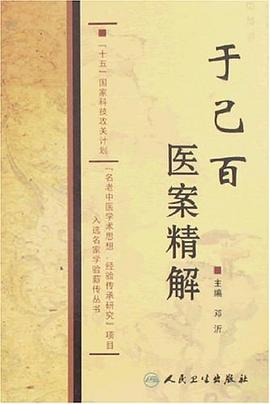 于己百
医案精解
主编
邓沂
「十五」国家科技攻关计划
「名老中医学术思想、经验传承研究」项目
入选名家学验薪传丛书
人民卫生出版社